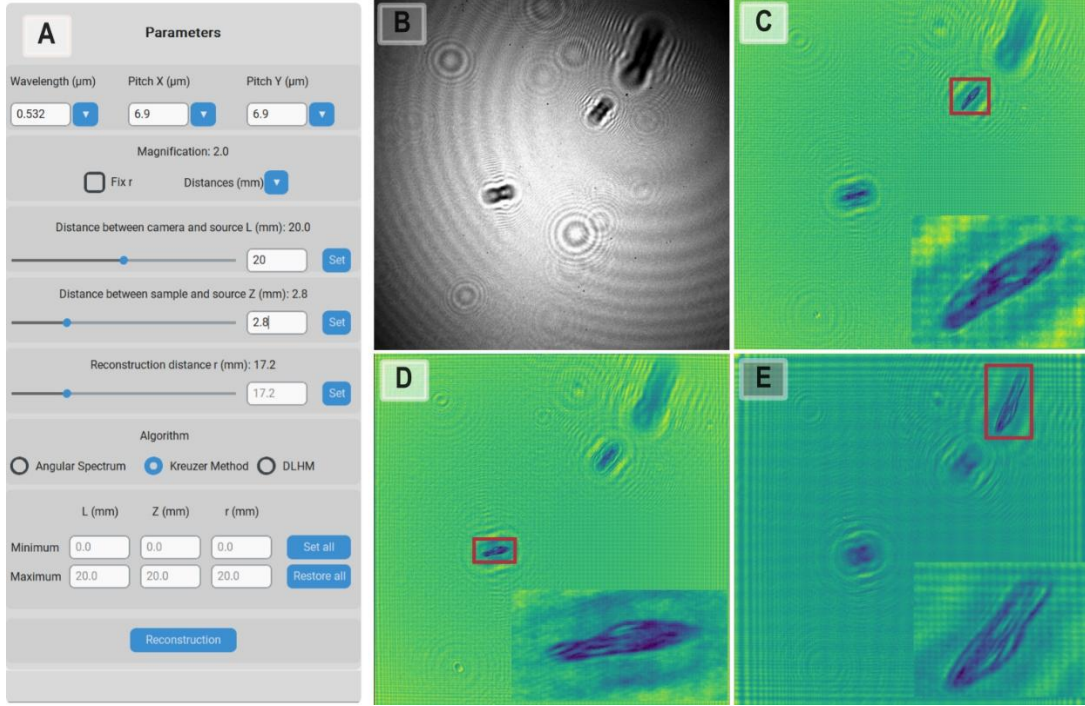 A
Parameters
Wavelength (μm) Pitch X (μm) Pitch Y (μm)
0.532 6.9 6.9
Magnification: 2.0
Fix r Distances (mm)
Distance between camera and source L (mm): 20.0
20 Set
Distance between sample and source Z (mm): 2.8
2.8 Set
Reconstruction distance r (mm): 17.2
17.2 Set
Algorithm
Angular Spectrum Kreuzer Method DLHM
L (mm) Z (mm) r (mm)
Minimum 0.0 0.0 0.0 Set all
Maximum 20.0 20.0 20.0 Restore all
Reconstruction
B
C
D
E